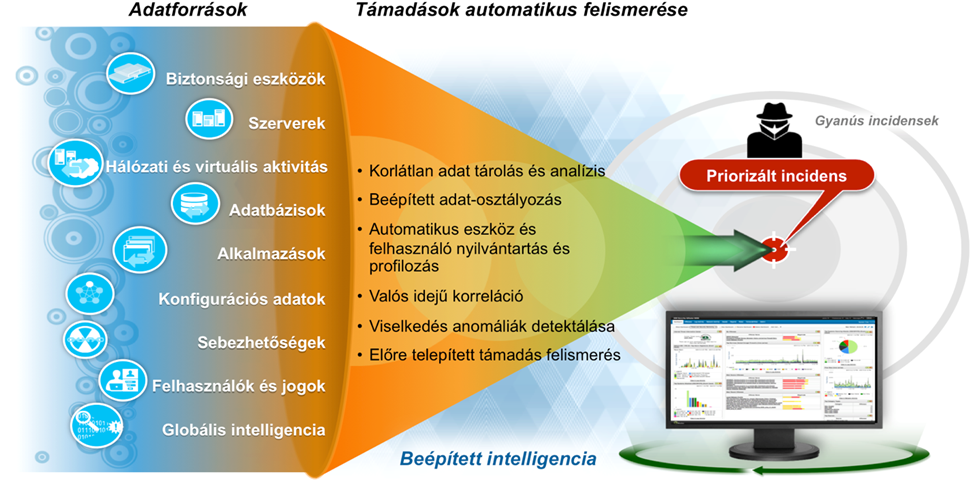 Adatforrások
Támadások automatikus felismerése
Biztonsági eszközök
Szerverek
Hálózati és virtuális aktivitás
Adatbázisok
Alkalmazások
Konfigurációs adatok
Sebezhetőségek
Felhasználók és jogok
Globális intelligencia
• Korlátlan adat tárolás és analízis
• Beépített adat-osztályozás
• Automatikus eszköz és
felhasználó nyilvántartás és
profilozás
• Valós idejű korreláció
• Viselkedés anomáliák detektálása
• Előre telepített támadás felismerés
Beépített intelligencia
Gyanús incidensek
Priorizált incidens